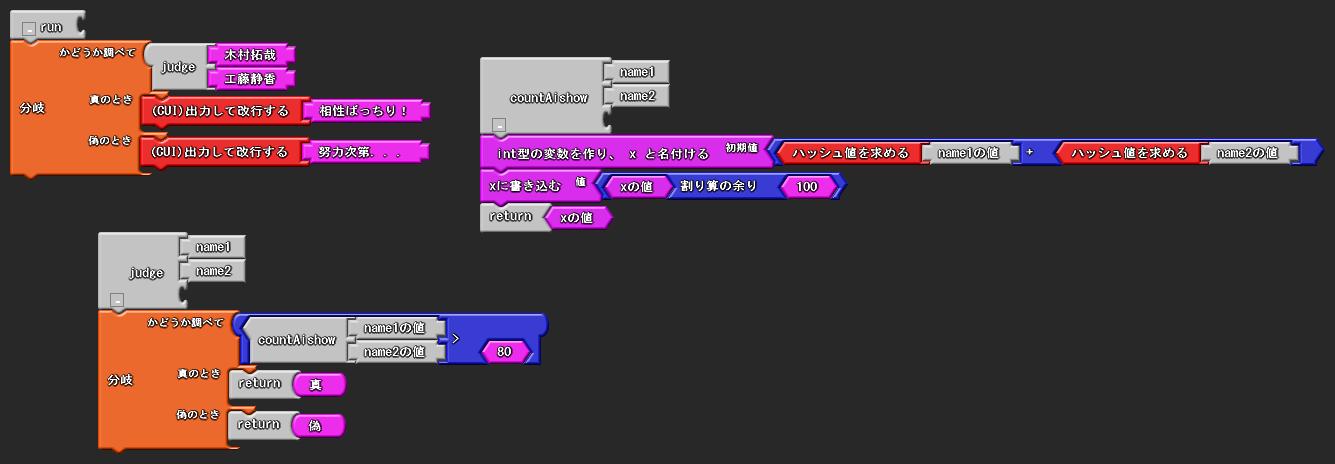 run
かどうか調べて
judge
木村拓哉
工藤静香
分岐
真のとき
(CUI)出力して改行する
相性ばっちり！
偽のとき
(CUI)出力して改行する
努力次第．．．
countAishow
name1
name2
int型の変数を作り、 x と名付ける 初期値 ハッシュ値を求める name1の値 + ハッシュ値を求める name2の値
xに書き込む 値 xの値 割り算の余り 100
return xの値
judge
name1
name2
かどうか調べて
countAishow
name1の値
name2の値
>
80
分岐
真のとき
return 真
偽のとき
return 偽